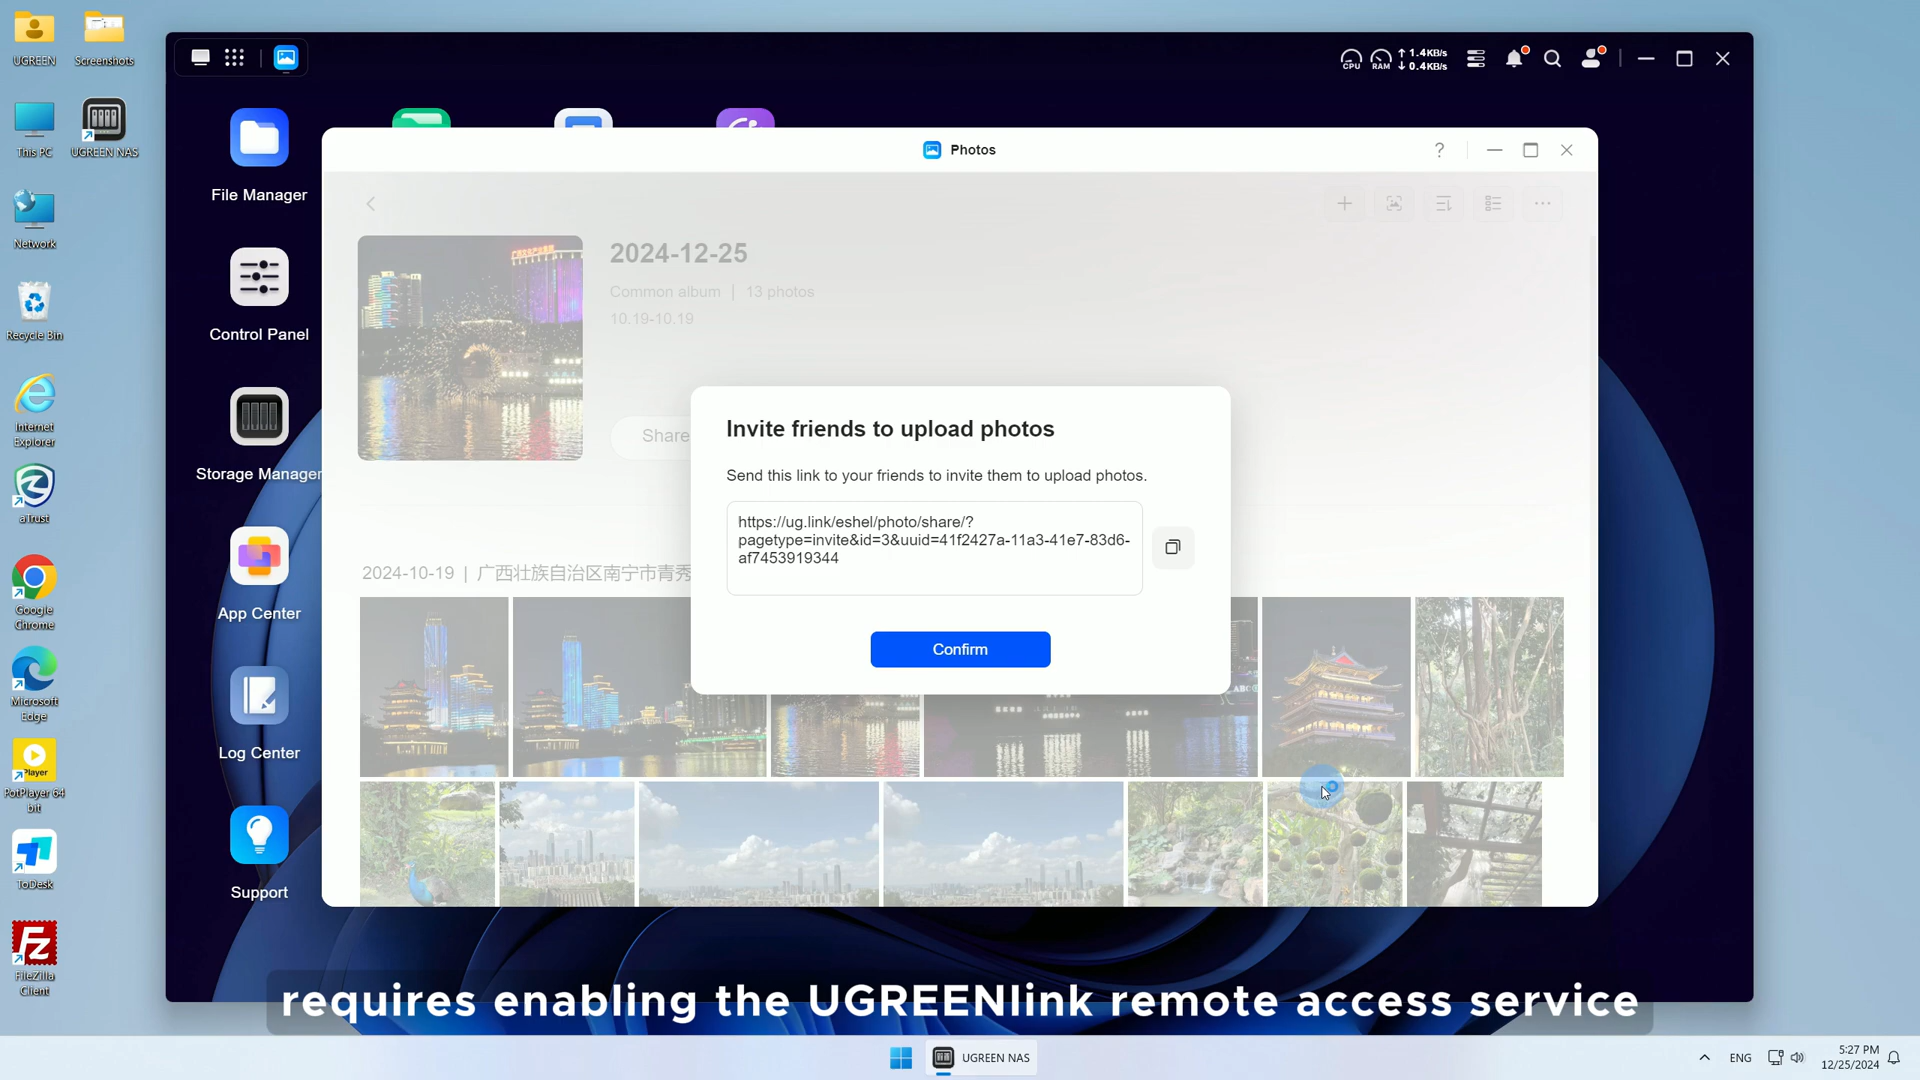 UGREEN
Screenshots
This PC
UGREEN NAS
Network
Recycle Bin
Internet
Explorer
aTrust
Google
Chrome
Microsoft
Edge
Player
PotPlayer 64
bit
ToDesk
FileZilla
Client
CPU
RAM
1.4KB/s
0.4KB/s
File Manager
Control Panel
Storage Manager
App Center
Log Center
Support
Photos
?
2024-12-25
Common album | 13 photos
10.19-10.19
Share
2024-10-19 | 广西壮族自治区南宁市青秀
Invite friends to upload photos
Send this link to your friends to invite them to upload photos.
https://ug.link/eshel/photo/share/?
pagetype=invite&id=3&uuid=41f2427a-11a3-41e7-83d6-
af7453919344
Confirm
requires enabling the UGREENlink remote access service
UGREEN NAS
ENG
5:27 PM
12/25/2024